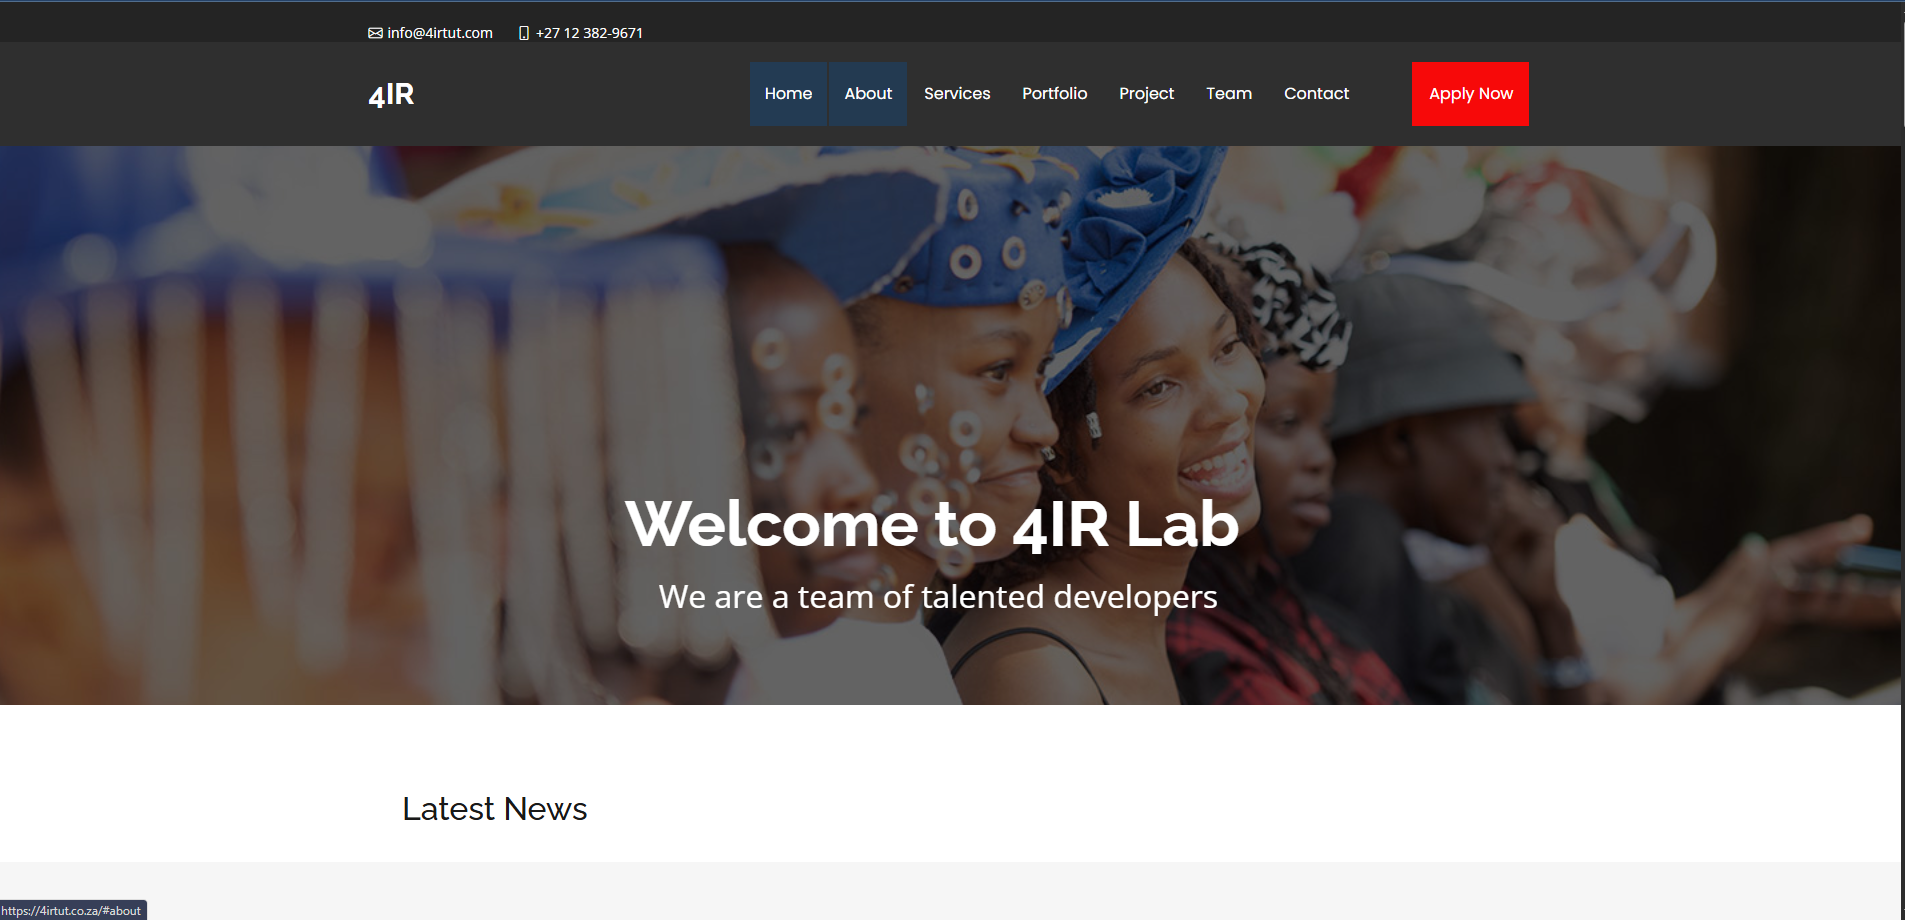 info@4irtut.com +27 12 382-9671
4IR Home About Services Portfolio Project Team Contact Apply Now
Welcome to 4IR Lab
We are a team of talented developers
Latest News
https://4irtut.co.za/#about